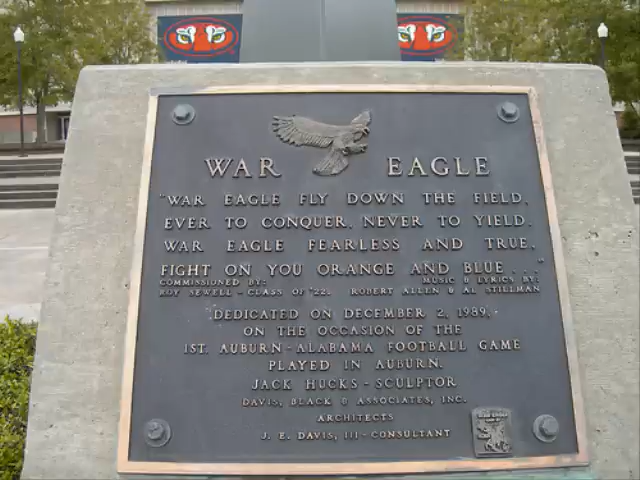 WAR EAGLE
"WAR EAGLE FLY DOWN THE FIELD,
EVER TO CONQUER, NEVER TO YIELD.
WAR EAGLE FEARLESS AND TRUE,
FIGHT ON YOU ORANGE AND BLUE . . ."
COMMISSIONED BY: MUSIC & LYRICS BY:
ROY SEWELL - CLASS OF '22. ROBERT ALLEN & AL STILLMAN
DEDICATED ON DECEMBER 2, 1989,
ON THE OCCASION OF THE
1ST. AUBURN - ALABAMA FOOTBALL GAME
PLAYED IN AUBURN.
JACK HUCKS - SCULPTOR
DAVIS, BLACK & ASSOCIATES, INC.
ARCHITECTS
J. E. DAVIS, III - CONSULTANT